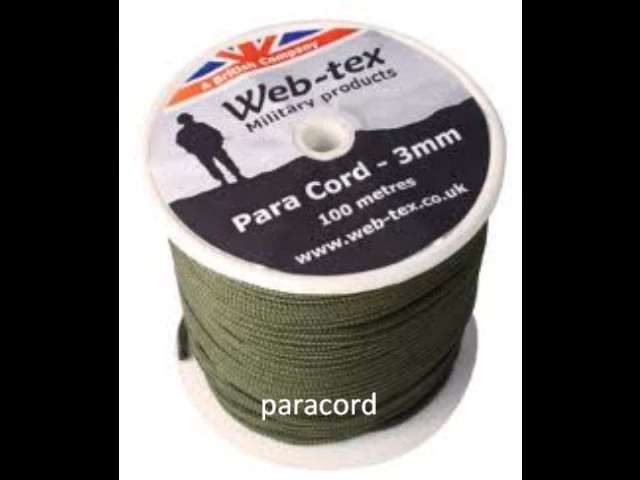 A British Company
Web-tex
Military products
Para Cord - 3mm
100 metres
www.web-tex.co.uk
paracord